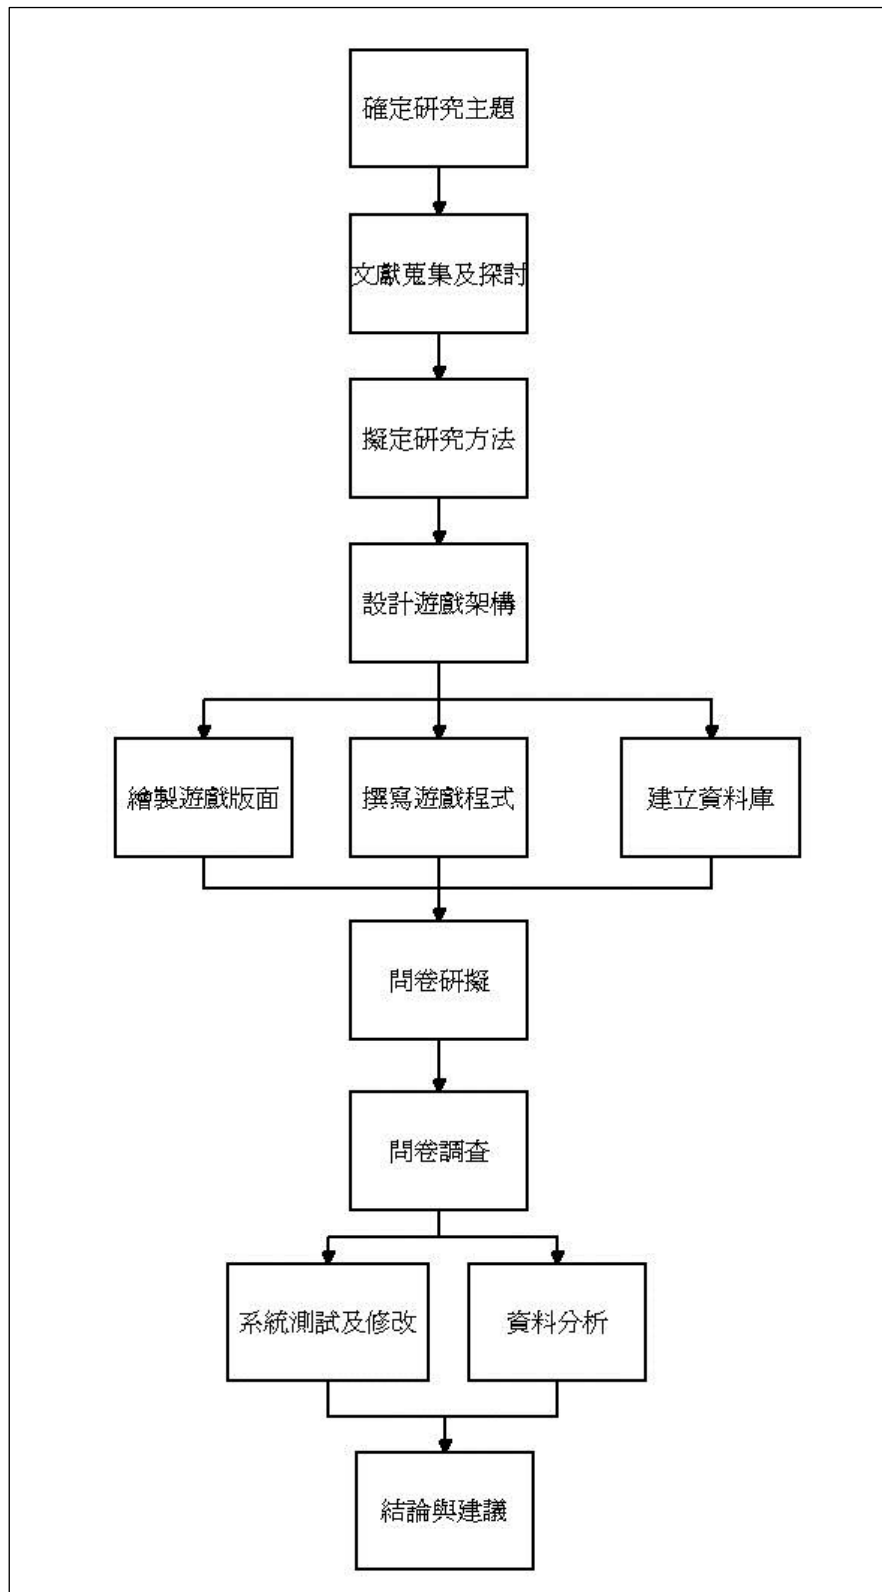 確定研究主題
文獻蒐集及探討
擬定研究方法
設計遊戲架構
繪製遊戲版面
撰寫遊戲程式
建立資料庫
問卷研擬
問卷調查
系統測試及修改
資料分析
結論與建議